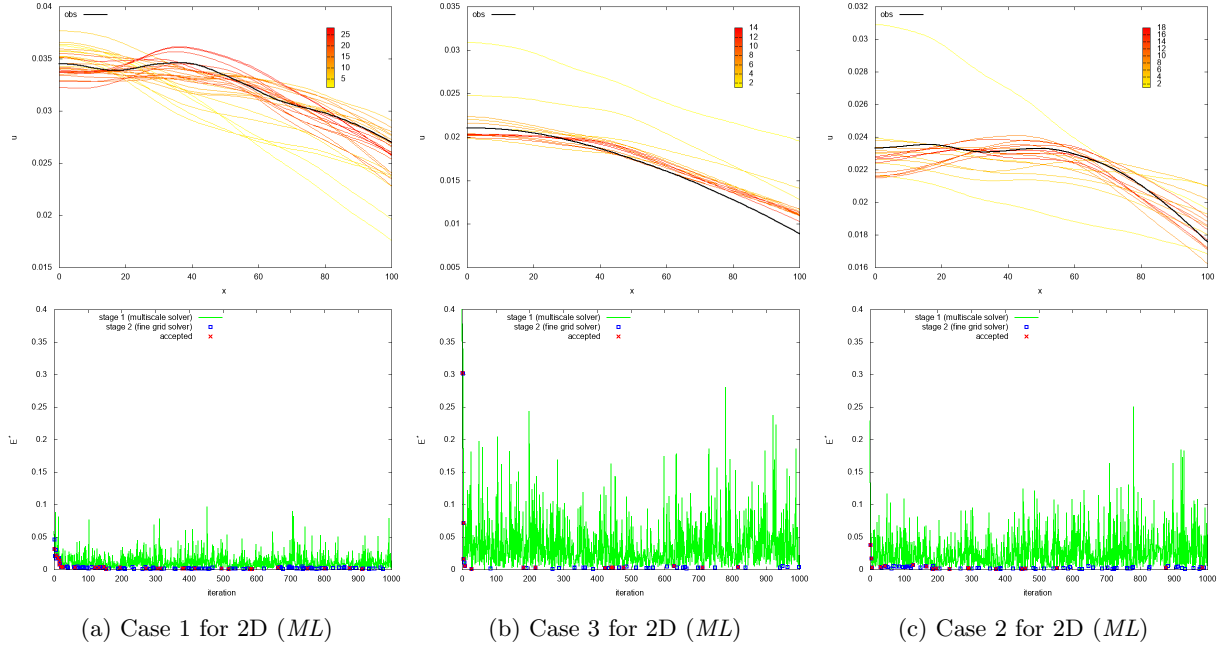 obs
25
20
15
10
5
0.04
0.035
0.03
0.025
0.02
0.015
u
0
20
40
60
80
100
x
obs
14
12
10
8
6
4
2
0.035
0.03
0.025
0.02
0.015
0.01
0.005
u
0
20
40
60
80
100
x
obs
18
16
14
12
10
8
6
4
2
0.032
0.03
0.028
0.026
0.024
0.022
0.02
0.018
0.016
u
0
20
40
60
80
100
x
stage 1 (multiscale solver)
stage 2 (fine grid solver)
accepted
0.4
0.35
0.3
0.25
0.2
0.15
0.1
0.05
0
E*
0 100 200 300 400 500 600 700 800 900 1000
iteration
stage 1 (multiscale solver)
stage 2 (fine grid solver)
accepted
0.4
0.35
0.3
0.25
0.2
0.15
0.1
0.05
0
E*
0 100 200 300 400 500 600 700 800 900 1000
iteration
stage 1 (multiscale solver)
stage 2 (fine grid solver)
accepted
0.4
0.35
0.3
0.25
0.2
0.15
0.1
0.05
0
E*
0 100 200 300 400 500 600 700 800 900 1000
iteration
(a) Case 1 for 2D (ML)
(b) Case 3 for 2D (ML)
(c) Case 2 for 2D (ML)